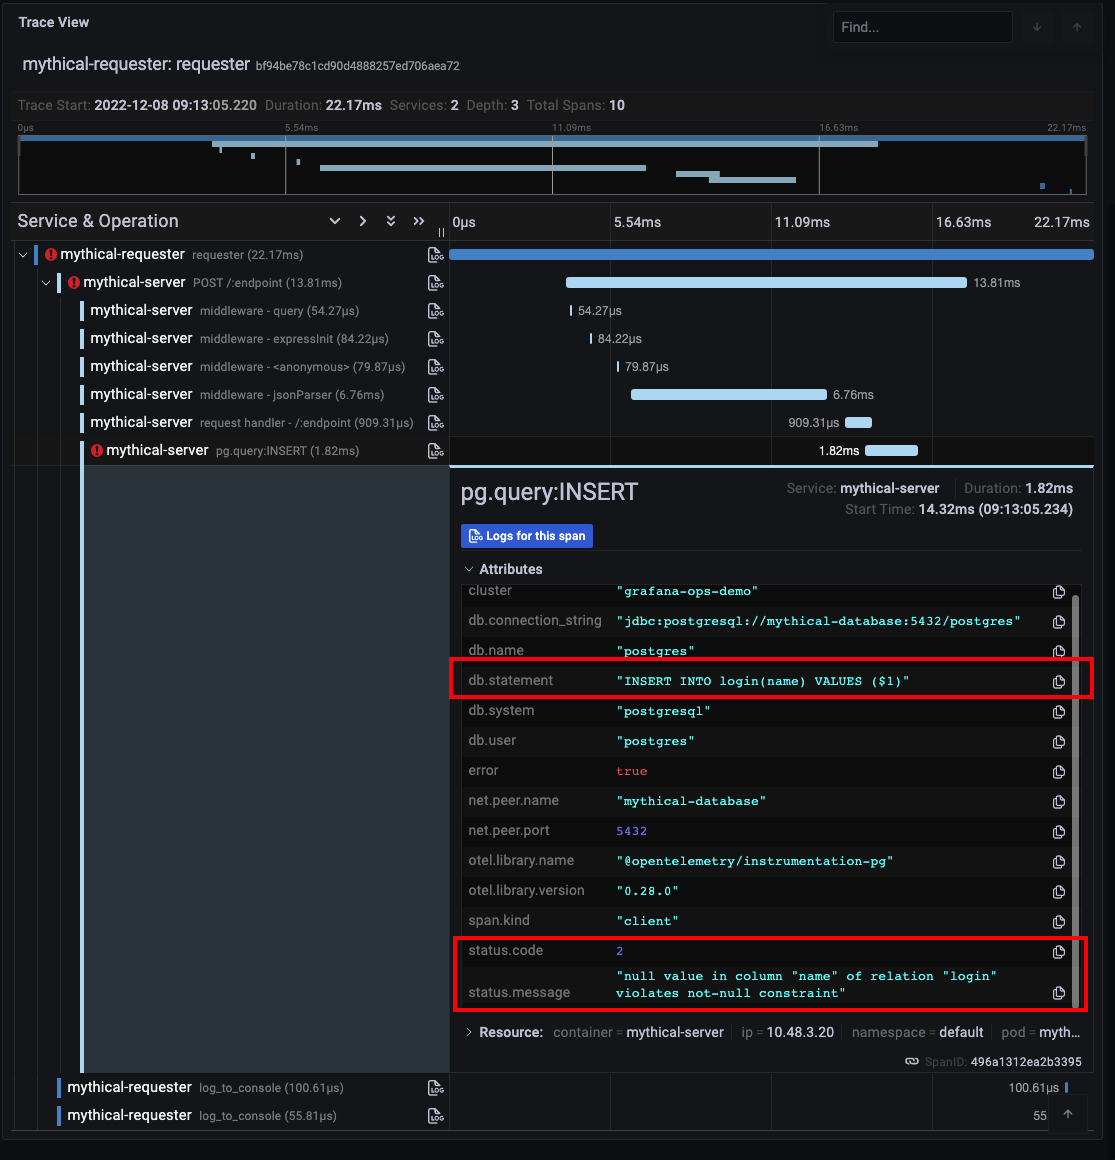 Trace View
Find...
mythical-requester: requester bf94be78c1cd90d4888257ed706aea72
Trace Start: 2022-12-08 09:13:05.220 Duration: 22.17ms Services: 2 Depth: 3 Total Spans: 10
0μs 5.54ms 11.09ms 16.63ms 22.17ms
Service & Operation
0μs 5.54ms 11.09ms 16.63ms 22.17ms
mythical-requester requester (22.17ms) LOG
mythical-server POST /:endpoint (13.81ms) LOG 13.81ms
mythical-server middleware - query (54.27μs) LOG 54.27μs
mythical-server middleware - expressInit (84.22μs) LOG 84.22μs
mythical-server middleware - <anonymous> (79.87μs) LOG 79.87μs
mythical-server middleware - jsonParser (6.76ms) LOG 6.76ms
mythical-server request handler - /:endpoint (909.31μs) LOG 909.31μs
mythical-server pg.query:INSERT (1.82ms) LOG 1.82ms
pg.query:INSERT
Service: mythical-server Duration: 1.82ms
Start Time: 14.32ms (09:13:05.234)
LOG Logs for this span
Attributes
cluster "grafana-ops-demo"
db.connection_string "jdbc:postgresql://mythical-database:5432/postgres"
db.name "postgres"
db.statement "INSERT INTO login(name) VALUES ($1)"
db.system "postgresql"
db.user "postgres"
error true
net.peer.name "mythical-database"
net.peer.port 5432
otel.library.name "@opentelemetry/instrumentation-pg"
otel.library.version "0.28.0"
span.kind "client"
status.code 2
status.message "null value in column "name" of relation "login"
violates not-null constraint"
Resource: container = mythical-server ip = 10.48.3.20 namespace = default pod = myth...
SpanID: 496a1312ea2b3395
mythical-requester log_to_console (100.61μs) LOG 100.61μs
mythical-requester log_to_console (55.81μs) LOG 55